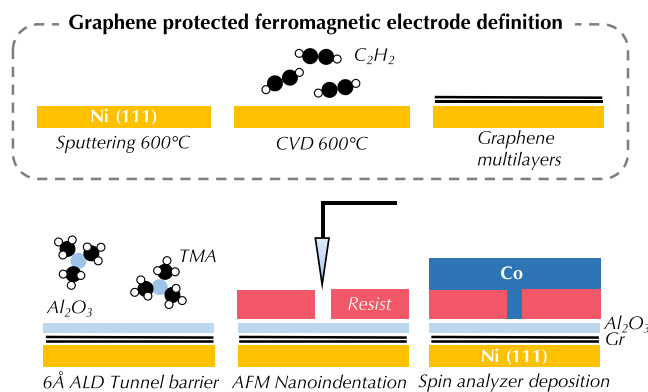 Graphene protected ferromagnetic electrode definition
C₂H₂
Ni (111)
Sputtering 600°C
CVD 600°C
Graphene
multilayers
TMA
Al₂O₃
6Å ALD Tunnel barrier
Resist
AFM Nanoindentation
Co
Al₂O₃
Gr
Ni (111)
Spin analyzer deposition